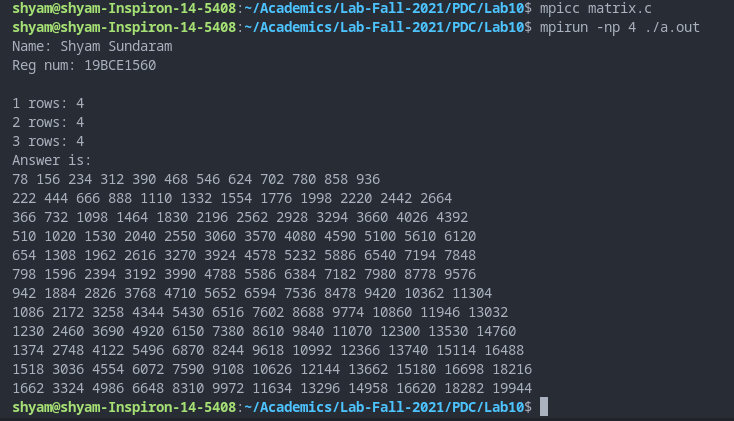 shyam@shyam-Inspiron-14-5408:~/Academics/Lab-Fall-2021/PDC/Lab10$ mpicc matrix.c
shyam@shyam-Inspiron-14-5408:~/Academics/Lab-Fall-2021/PDC/Lab10$ mpirun -np 4 ./a.out
Name: Shyam Sundaram
Reg num: 19BCE1560
1 rows: 4
2 rows: 4
3 rows: 4
Answer is:
78 156 234 312 390 468 546 624 702 780 858 936
222 444 666 888 1110 1332 1554 1776 1998 2220 2442 2664
366 732 1098 1464 1830 2196 2562 2928 3294 3660 4026 4392
510 1020 1530 2040 2550 3060 3570 4080 4590 5100 5610 6120
654 1308 1962 2616 3270 3924 4578 5232 5886 6540 7194 7848
798 1596 2394 3192 3990 4788 5586 6384 7182 7980 8778 9576
942 1884 2826 3768 4710 5652 6594 7536 8478 9420 10362 11304
1086 2172 3258 4344 5430 6516 7602 8688 9774 10860 11946 13032
1230 2460 3690 4920 6150 7380 8610 9840 11070 12300 13530 14760
1374 2748 4122 5496 6870 8244 9618 10992 12366 13740 15114 16488
1518 3036 4554 6072 7590 9108 10626 12144 13662 15180 16698 18216
1662 3324 4986 6648 8310 9972 11634 13296 14958 16620 18282 19944
shyam@shyam-Inspiron-14-5408:~/Academics/Lab-Fall-2021/PDC/Lab10$